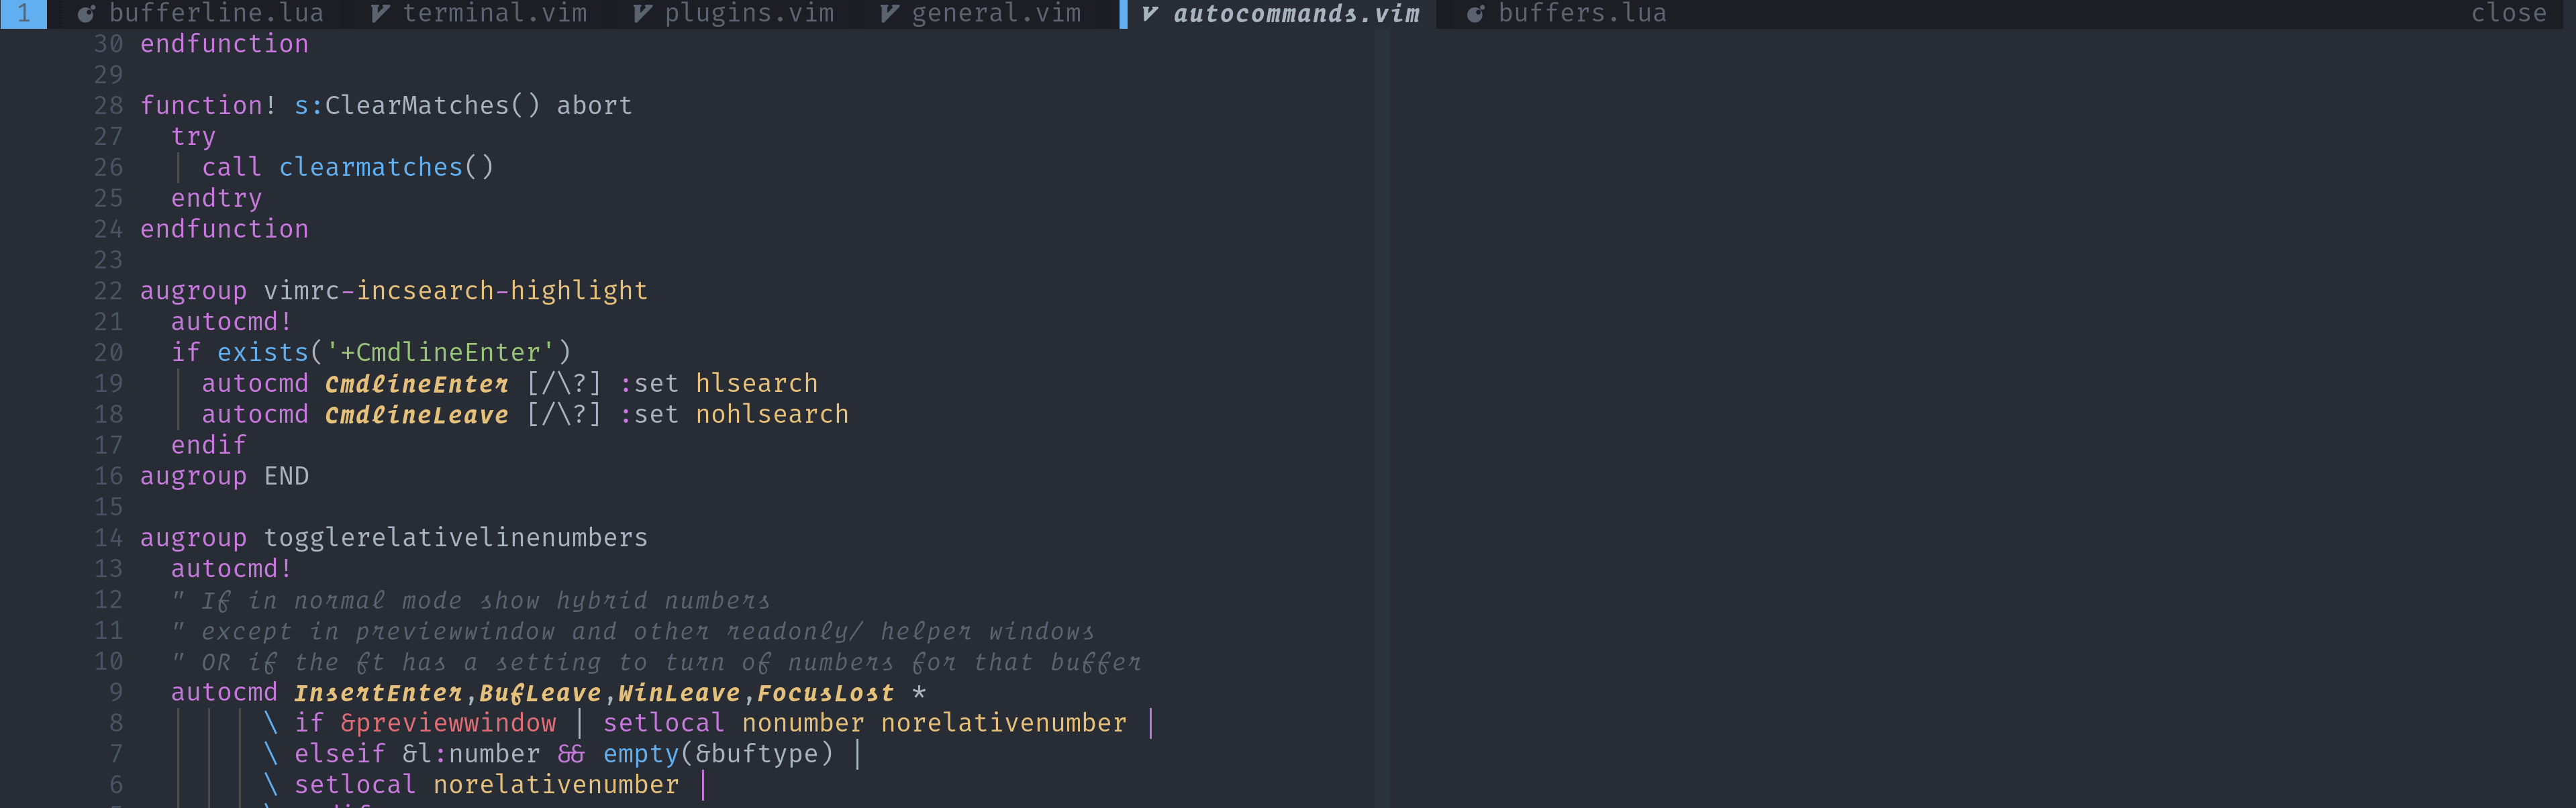 1 bufferline.lua terminal.vim plugins.vim general.vim autocommands.vim buffers.lua close
30 endfunction
29
28 function! s:ClearMatches() abort
27 try
26 call clearmatches()
25 endtry
24 endfunction
23
22 augroup vimrc-incsearch-highlight
21 autocmd!
20 if exists('+CmdlineEnter')
19 autocmd CmdlineEnter [/\?] :set hlsearch
18 autocmd CmdlineLeave [/\?] :set nohlsearch
17 endif
16 augroup END
15
14 augroup togglerelativelinenumbers
13 autocmd!
12 " If in normal mode show hybrid numbers
11 " except in previewwindow and other readonly/ helper windows
10 " OR if the ft has a setting to turn of numbers for that buffer
9 autocmd InsertEnter,BufLeave,WinLeave,FocusLost *
8 \ if &previewwindow | setlocal nonumber norelativenumber |
7 \ elseif &l:number && empty(&buftype) |
6 \ setlocal norelativenumber |